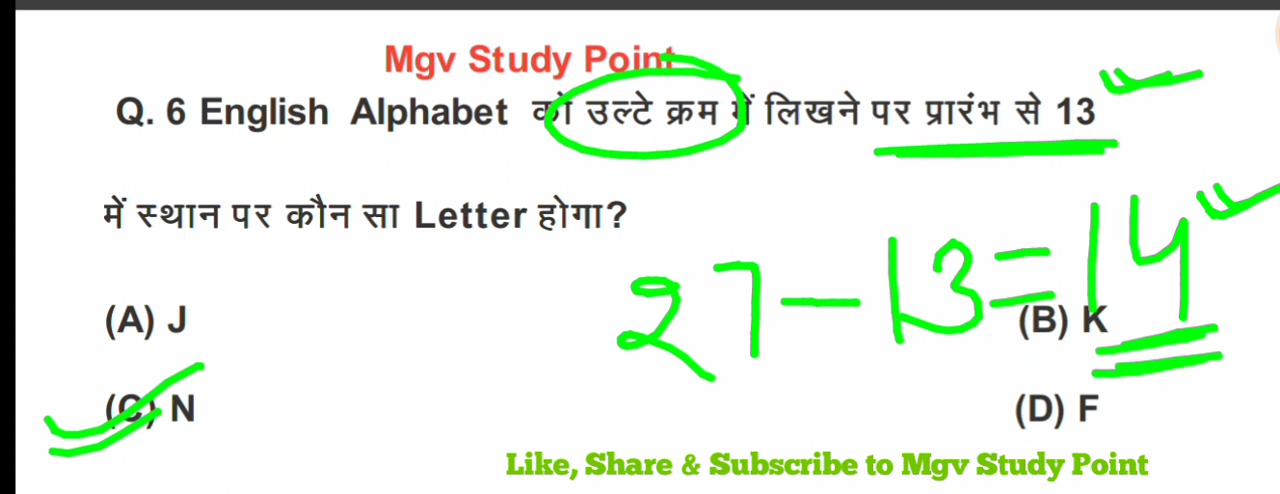 Mgv Study Point
Q. 6 English Alphabet को उल्टे क्रम में लिखने पर प्रारंभ से 13
में स्थान पर कौन सा Letter होगा?
27 - 13 = 14
(A) J
(B) K
(C) N
(D) F
Like, Share & Subscribe to Mgv Study Point